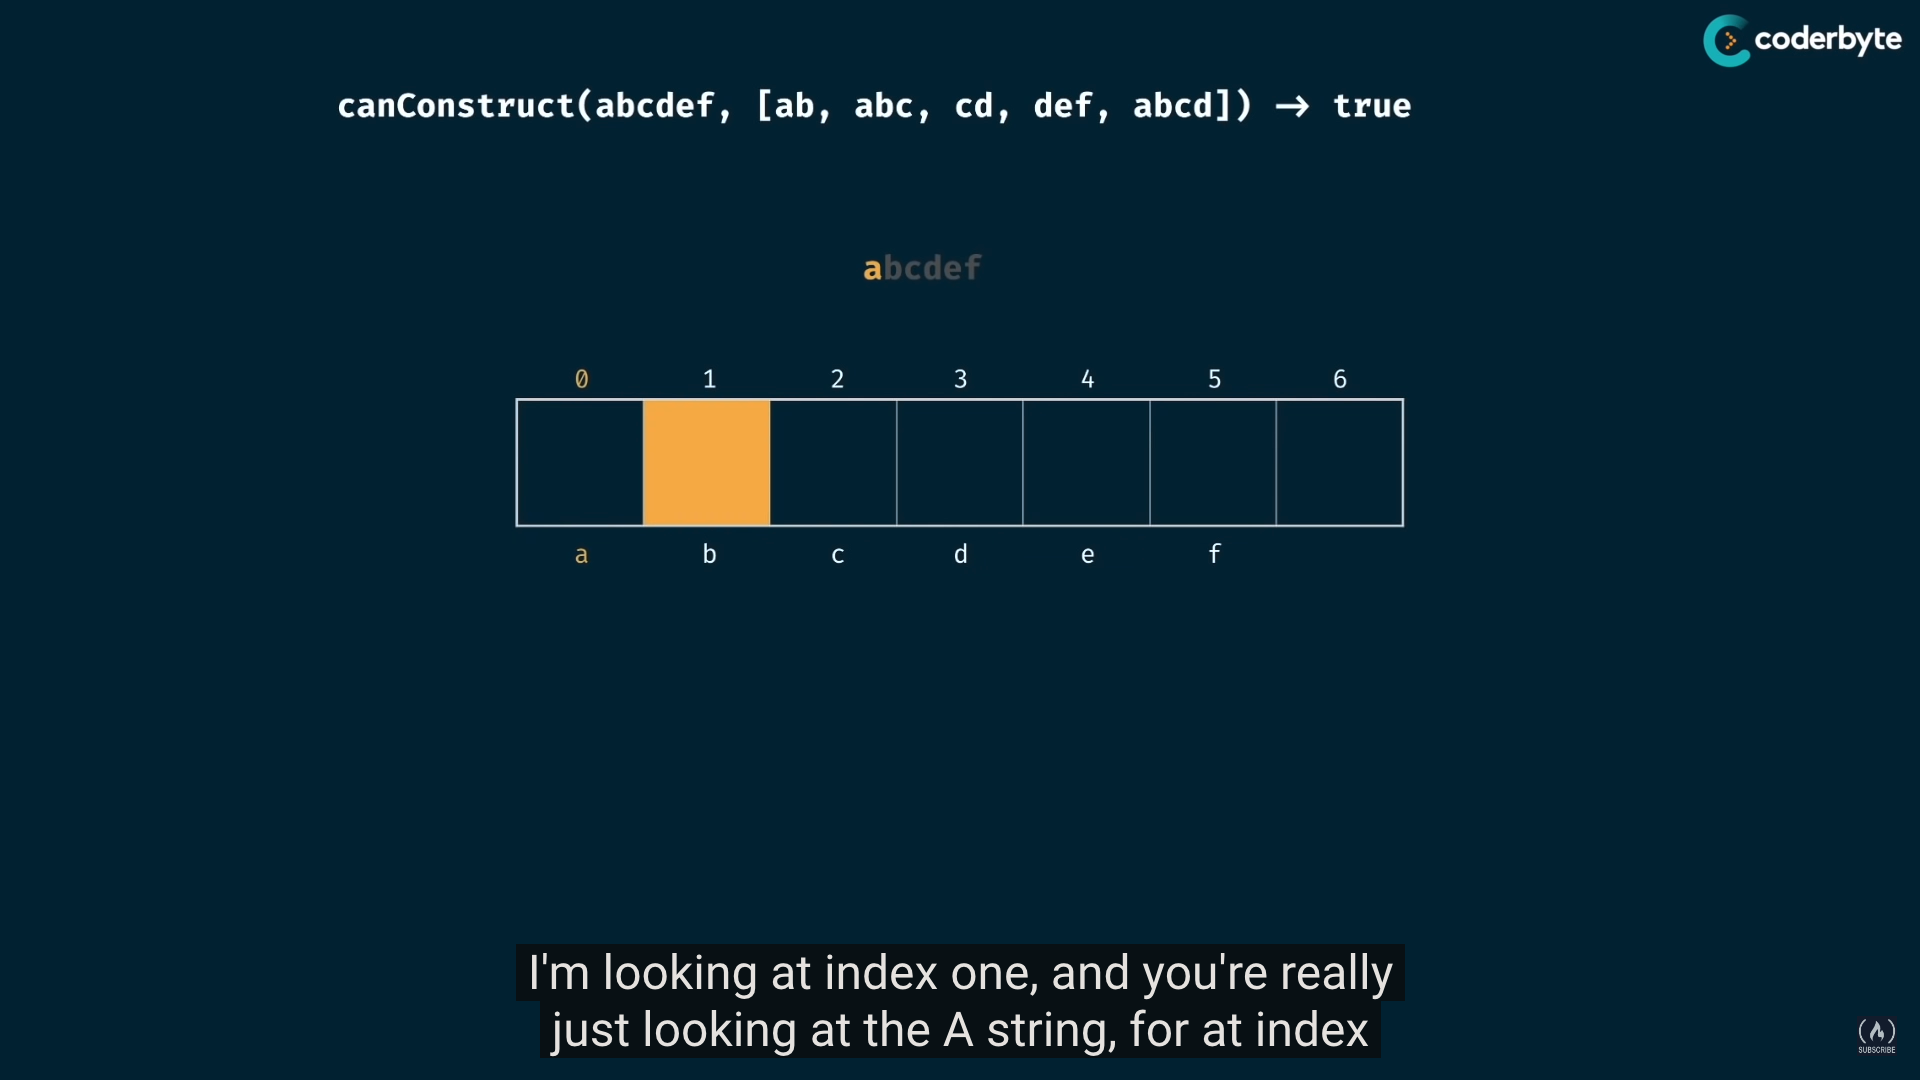 coderbyte
canConstruct(abcdef, [ab, abc, cd, def, abcd]) → true
abcdef
0 1 2 3 4 5 6
a b c d e f
I'm looking at index one, and you're really
just looking at the A string, for at index
SUBSCRIBE